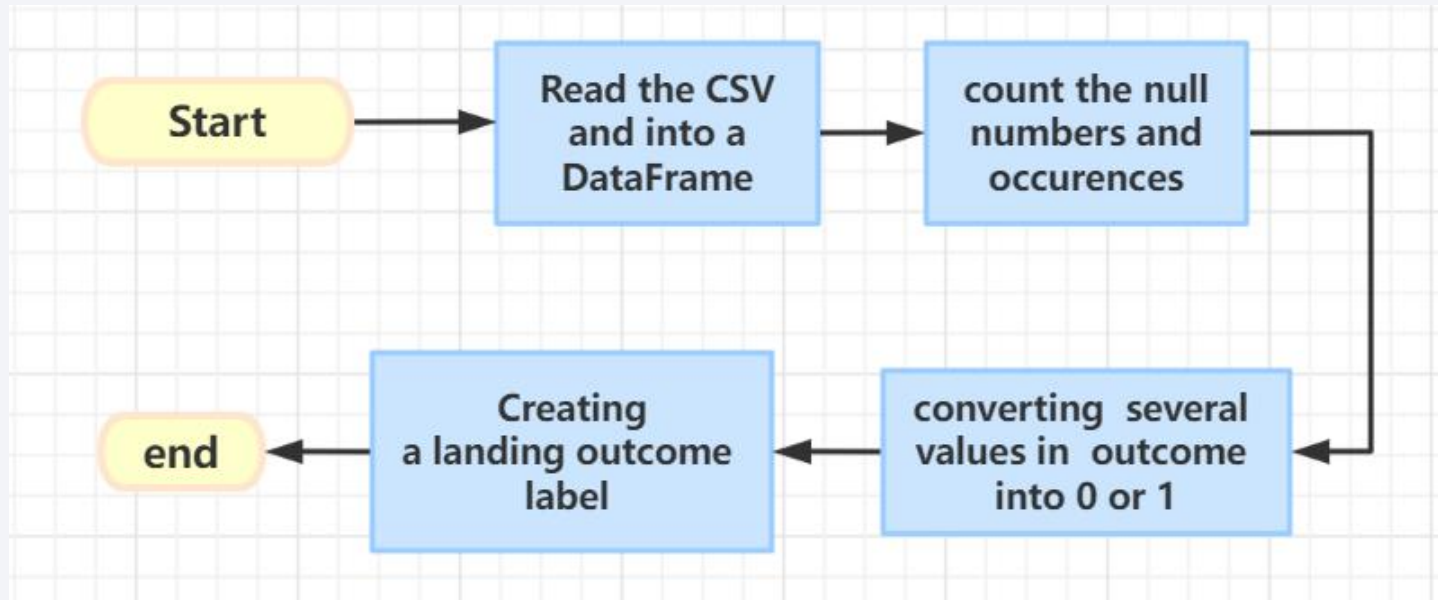 Start
Read the CSV
and into a
DataFrame
count the null
numbers and
occurences
converting several
values in outcome
into 0 or 1
Creating
a landing outcome
label
end